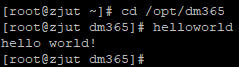 [root@zjut ~]# cd /opt/dm365
[root@zjut dm365]# helloworld
hello world!
[root@zjut dm365]#